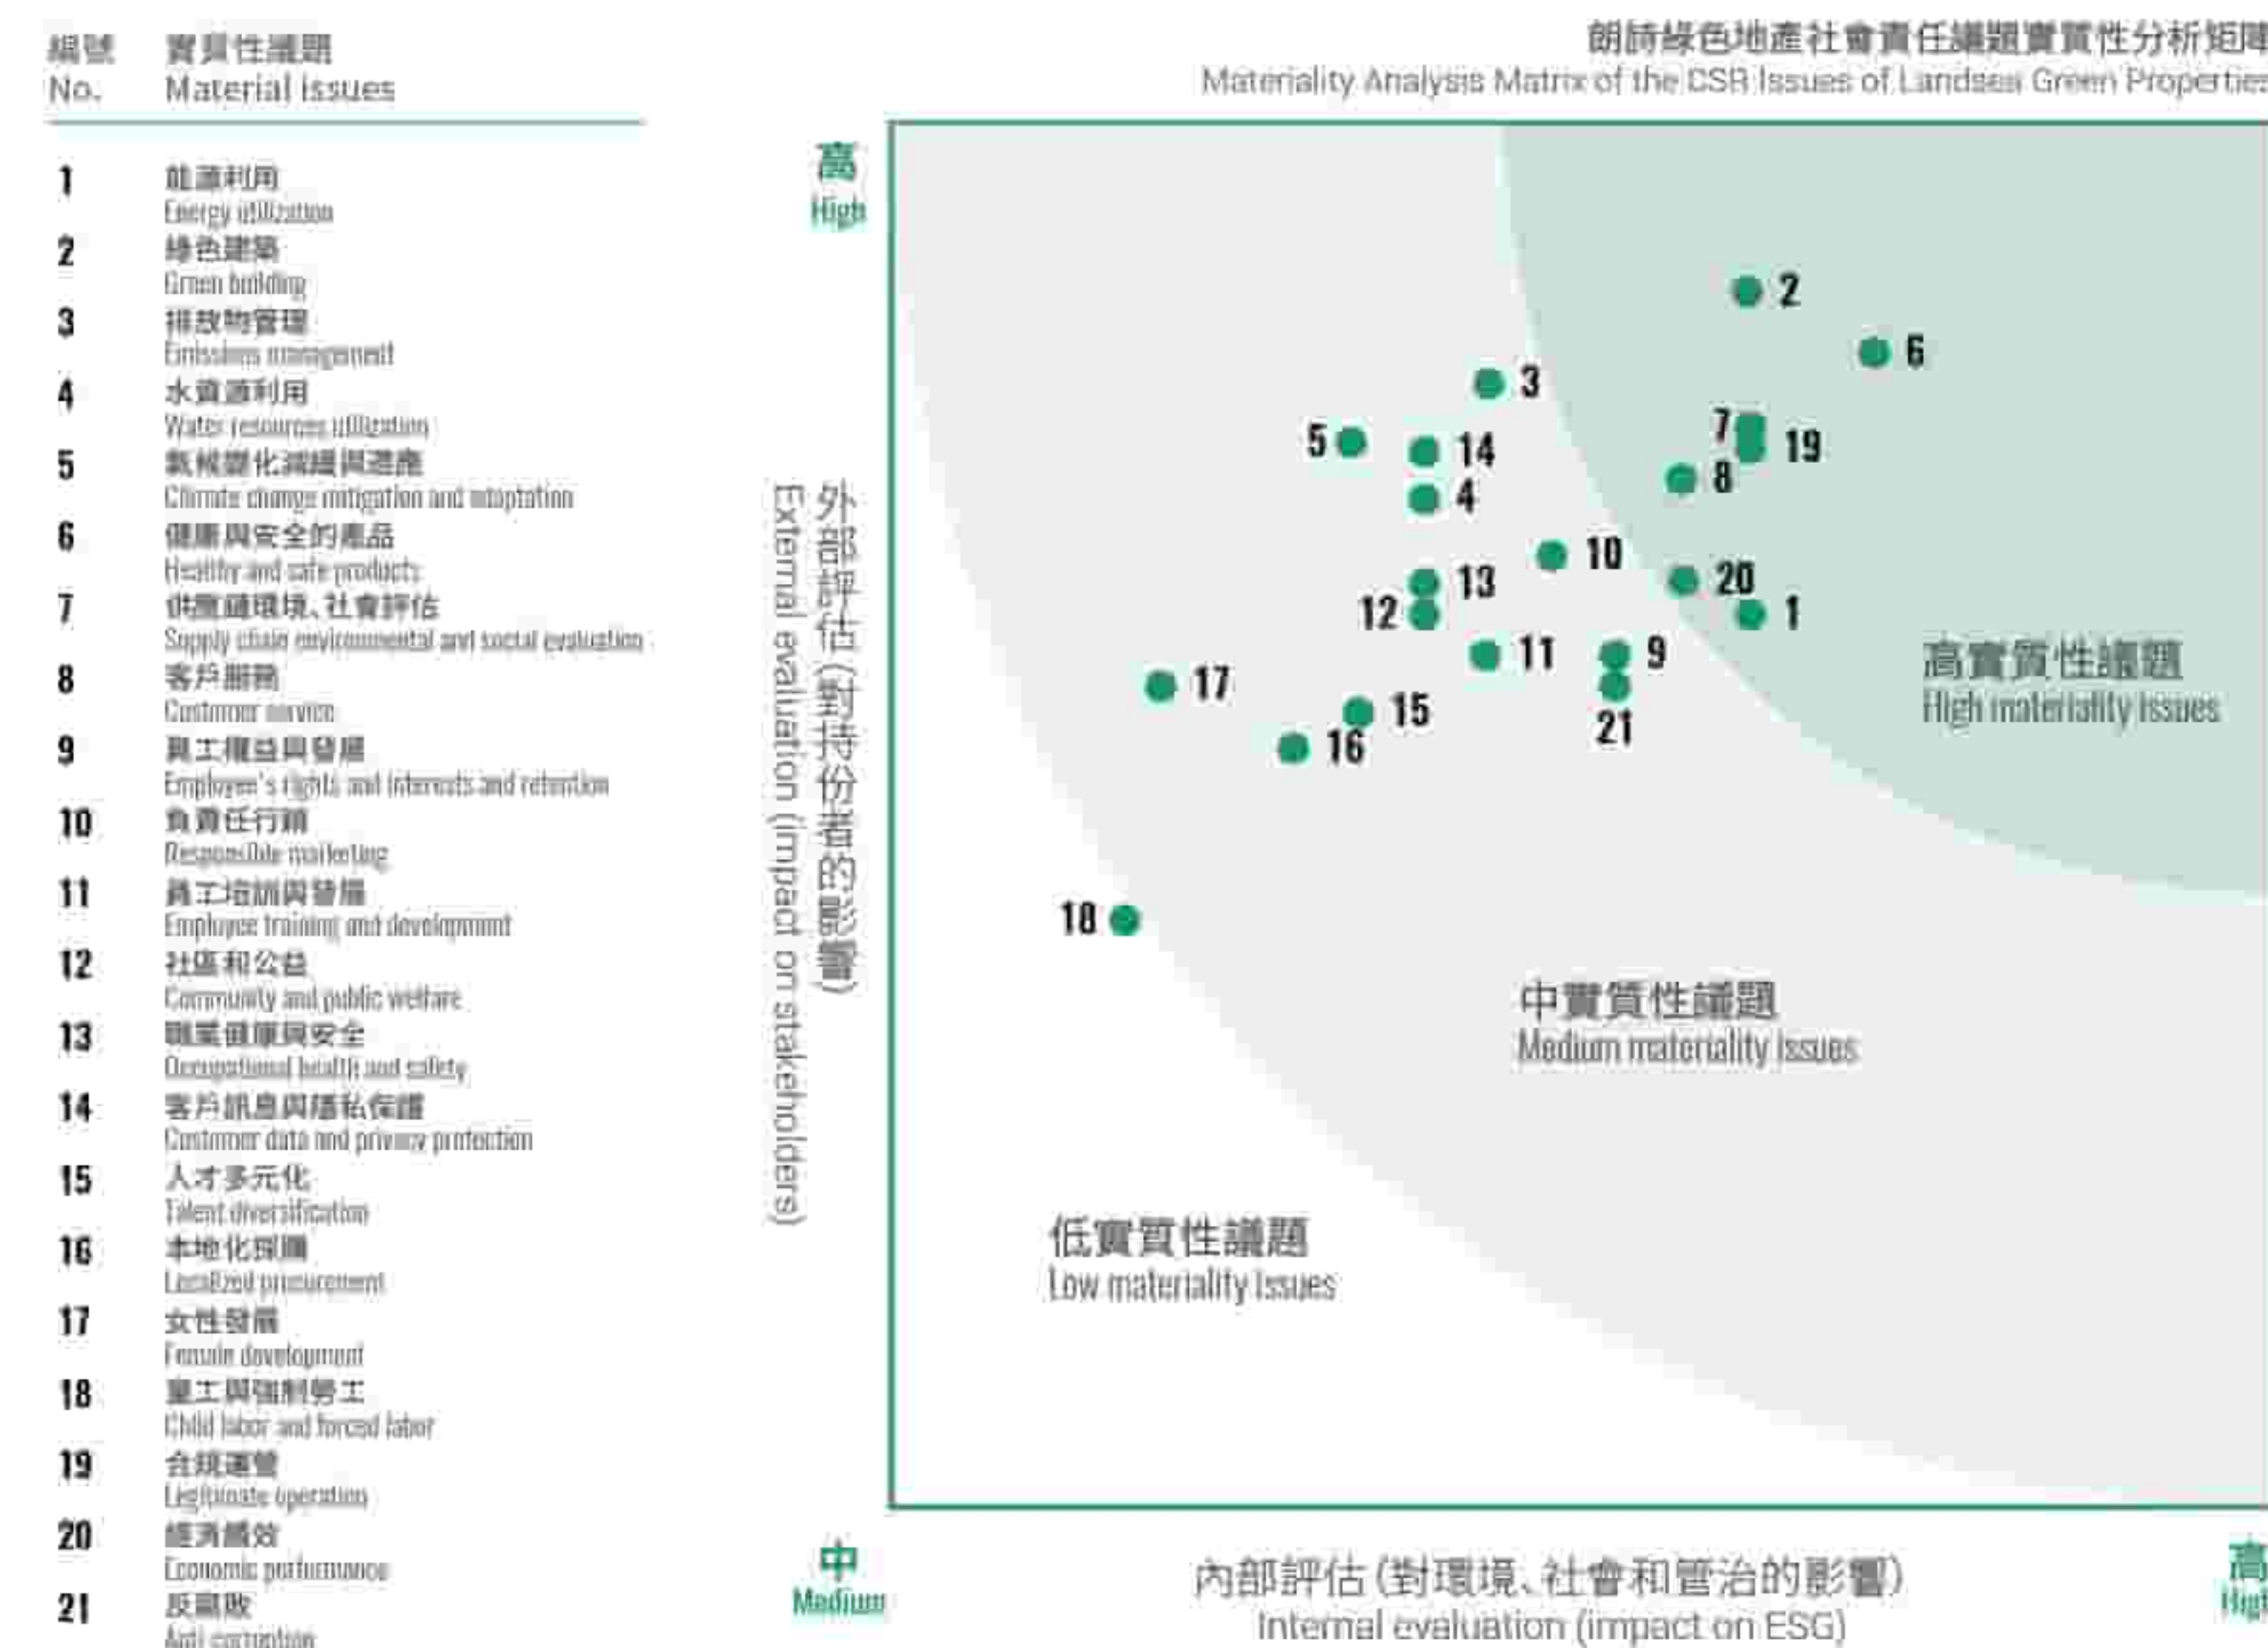 編號 實質性議題
No. Material issues
1 能源利用
Energy utilization
2 綠色建築
Green building
3 排放物管理
Emissions management
4 水資源利用
Water resources utilization
5 氣候變化減緩與適應
Climate change mitigation and adaptation
6 健康與安全的產品
Healthy and safe products
7 供應鏈環境、社會評估
Supply chain environmental and social evaluation
8 客戶服務
Customer service
9 員工權益與發展
Employee's rights and interests and retention
10 負責任行銷
Responsible marketing
11 員工培訓與發展
Employee training and development
12 社區和公益
Community and public welfare
13 職業健康與安全
Occupational health and safety
14 客戶訊息與隱私保護
Customer data and privacy protection
15 人才多元化
Talent diversification
16 本地化採購
Localized procurement
17 女性發展
Female development
18 童工與強制勞工
Child labor and forced labor
19 合規運營
Legitimate operation
20 經濟績效
Economic performance
21 反腐敗
Anti corruption
朗詩綠色地產社會責任議題實質性分析矩陣
Materiality Analysis Matrix of the CSR Issues of Landsea Green Properties
高
High
外部評估(對持份者的影響)
External evaluation (impact on stakeholders)
2
6
3
7
19
5
14
8
4
10
13
20
12
1
11
9
17
21
15
16
18
高實質性議題
High materiality issues
中實質性議題
Medium materiality issues
低實質性議題
Low materiality issues
中
Medium
內部評估(對環境、社會和管治的影響)
Internal evaluation (impact on ESG)
高
High